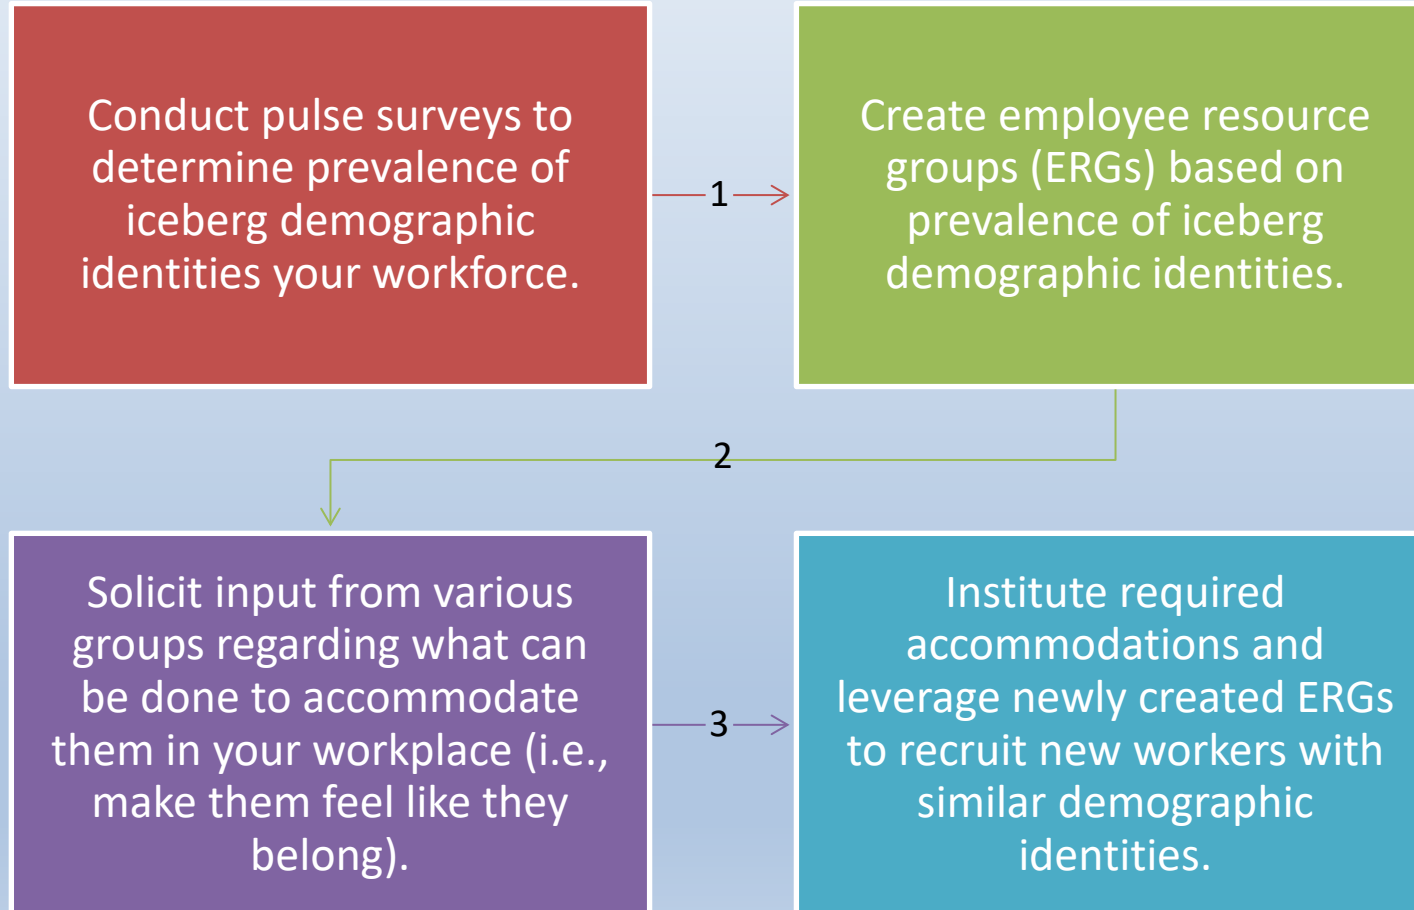 Conduct pulse surveys to
determine prevalence of
iceberg demographic
identities your workforce.
1
Create employee resource
groups (ERGs) based on
prevalence of iceberg
demographic identities.
2
Solicit input from various
groups regarding what can
be done to accommodate
them in your workplace (i.e.,
make them feel like they
belong).
3
Institute required
accommodations and
leverage newly created ERGs
to recruit new workers with
similar demographic
identities.